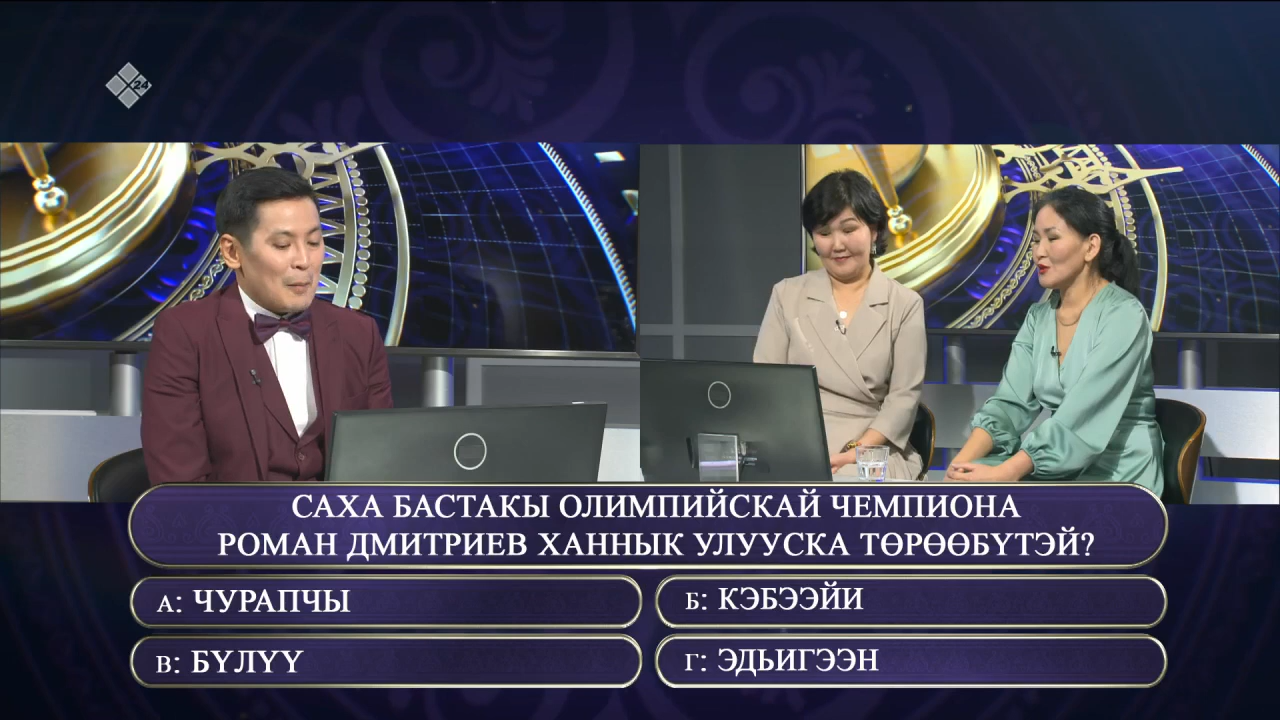 24
САХА БАСТАКЫ ОЛИМПИЙСКАЙ ЧЕМПИОНА
РОМАН ДМИТРИЕВ ХАННЫК УЛУУСКА ТӨРӨӨБҮТЭЙ?
А: ЧУРАПЧЫ
Б: КЭБЭЭЙИ
В: БҮЛҮҮ
Г: ЭДЬИГЭЭН